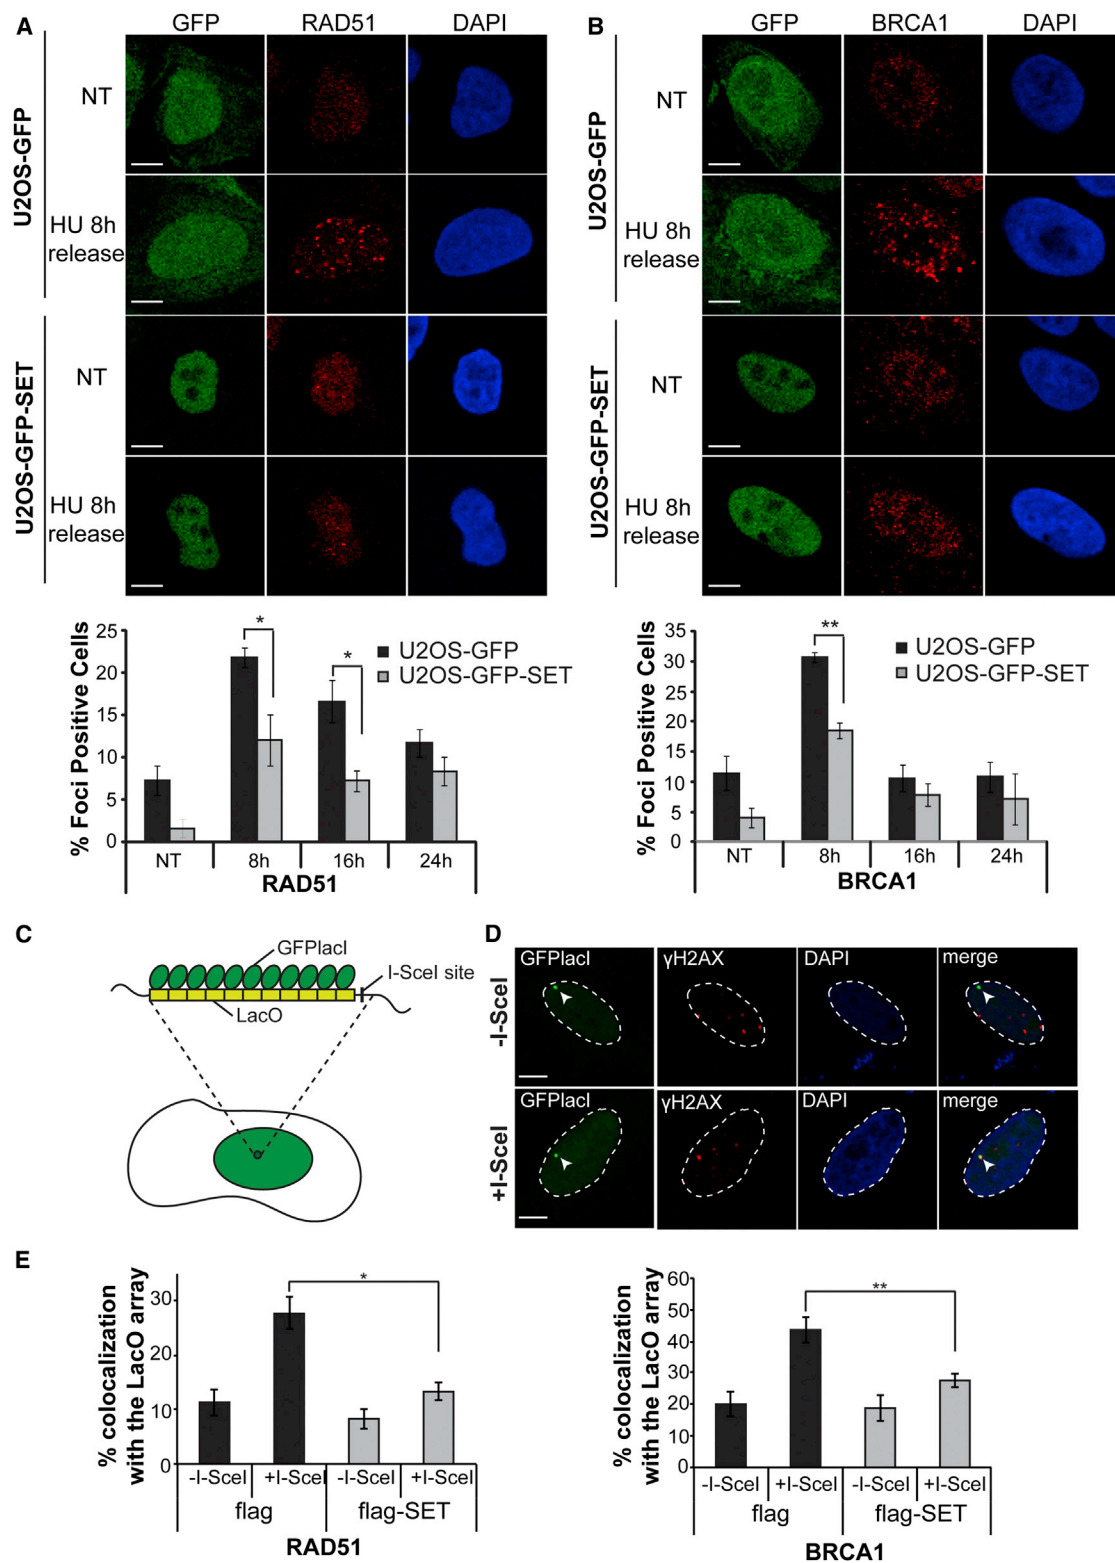 A
GFP RAD51 DAPI
U2OS-GFP
NT
HU 8h
release
U2OS-GFP-SET
NT
HU 8h
release
% Foci Positive Cells
25
20
15
10
5
0
*
*
U2OS-GFP
U2OS-GFP-SET
NT 8h 16h 24h
RAD51
B
GFP BRCA1 DAPI
U2OS-GFP
NT
HU 8h
release
U2OS-GFP-SET
NT
HU 8h
release
% Foci Positive Cells
35
30
25
20
15
10
5
0
**
U2OS-GFP
U2OS-GFP-SET
NT 8h 16h 24h
BRCA1
C
GFPlacI
I-SceI site
LacO
D
-I-SceI
GFPlacI γH2AX DAPI merge
+I-SceI
GFPlacI γH2AX DAPI merge
E
% colocalization
with the LacO array
30
20
10
0
*
-I-SceI +I-SceI -I-SceI +I-SceI
flag flag-SET
RAD51
% colocalization
with the LacO array
60
50
40
30
20
10
0
**
-I-SceI +I-SceI -I-SceI +I-SceI
flag flag-SET
BRCA1